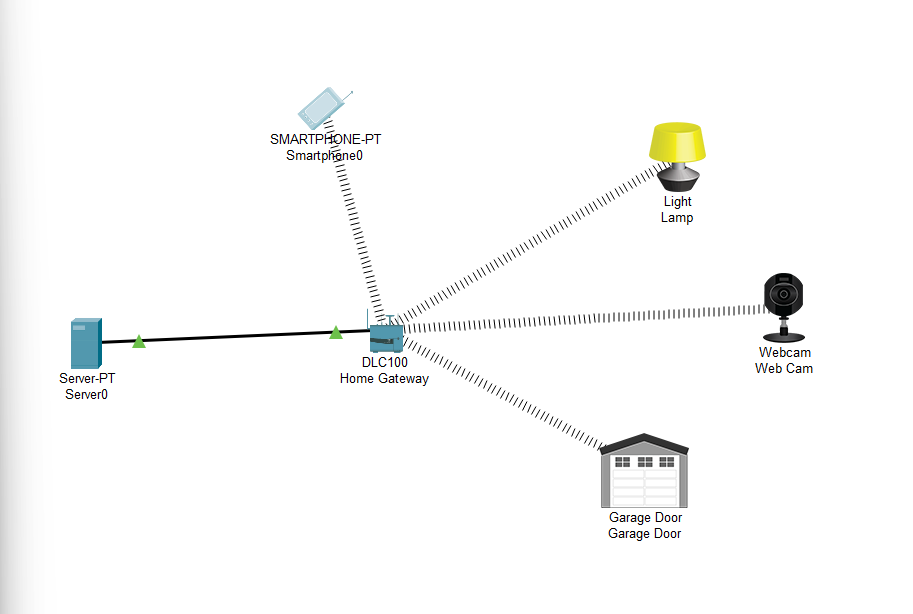 SMARTPHONE-PT
Smartphone0
Light
Lamp
Webcam
Web Cam
DLC100
Home Gateway
Server-PT
Server0
Garage Door
Garage Door